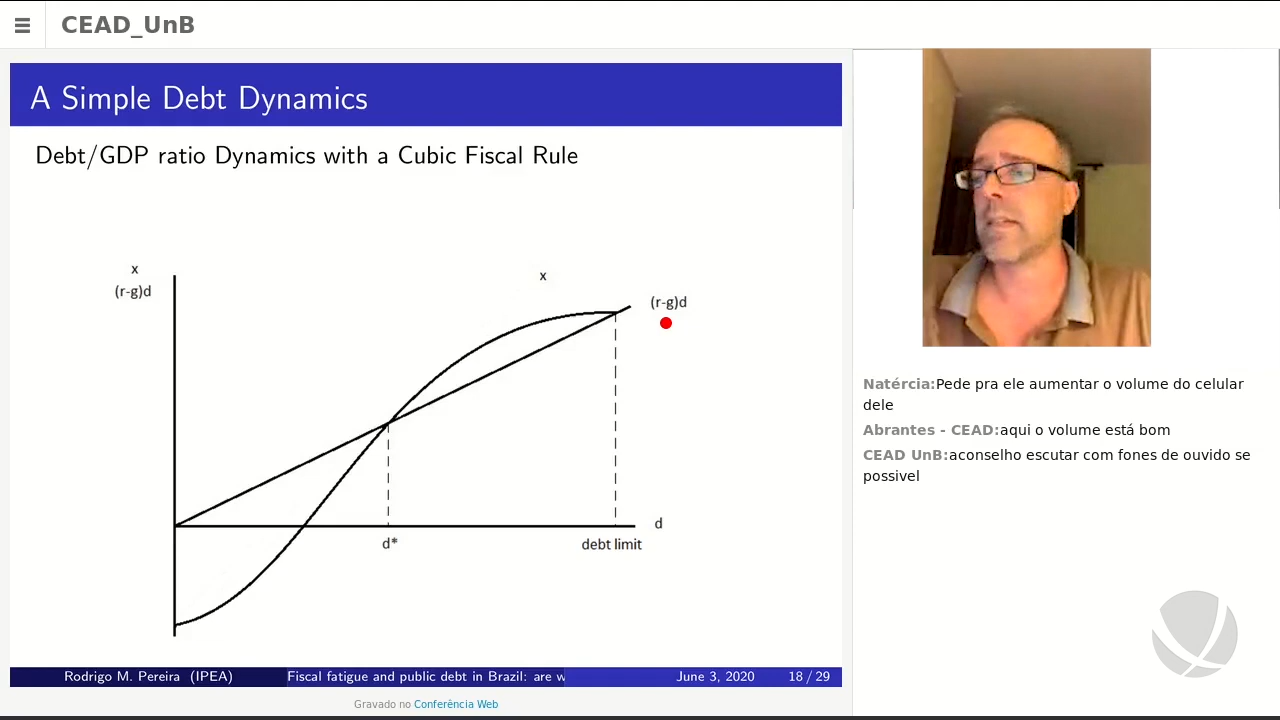 CEAD_UnB
A Simple Debt Dynamics
Debt/GDP ratio Dynamics with a Cubic Fiscal Rule
x
(r-g)d
x
(r-g)d
d
d*
debt limit
Rodrigo M. Pereira (IPEA)
Fiscal fatigue and public debt in Brazil: are w
June 3, 2020
18 / 29
Gravado no Conferência Web
Natércia:Pede pra ele aumentar o volume do celular
dele
Abrantes - CEAD:aqui o volume está bom
CEAD UnB:aconselho escutar com fones de ouvido se
possivel